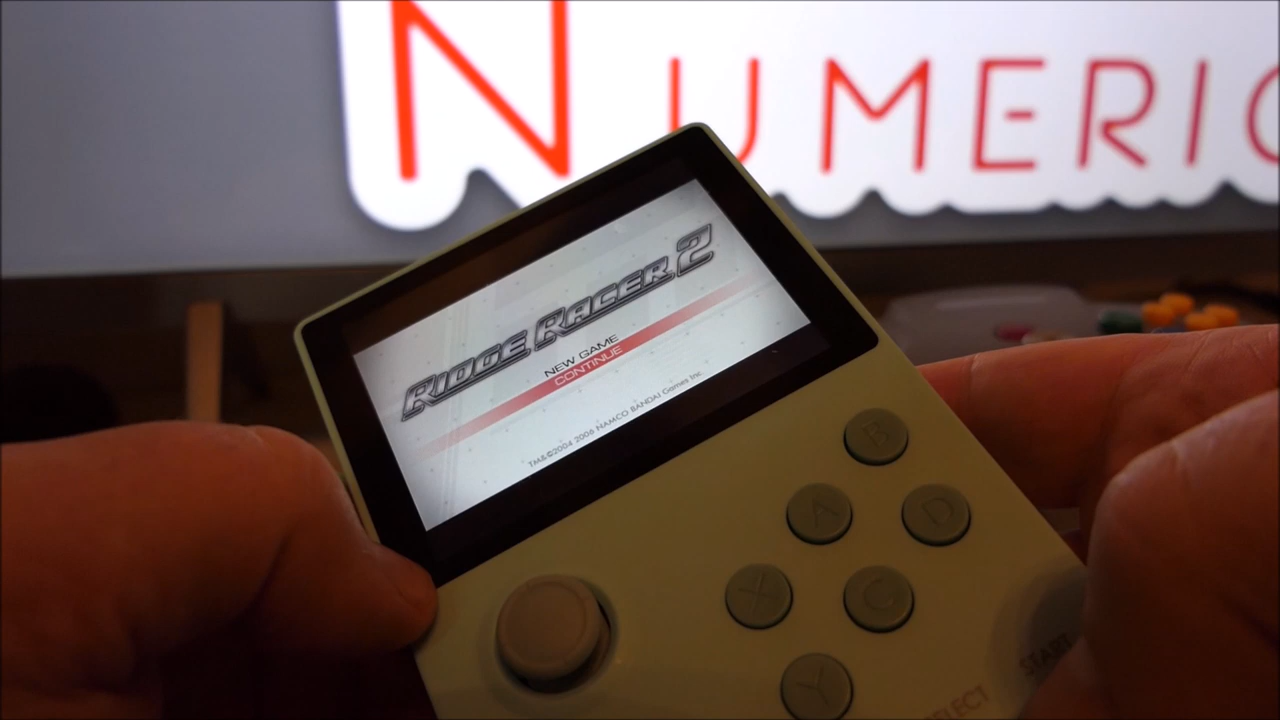 NUMERIC
RIDGE RACER 2
NEW GAME
CONTINUE
TM&©2004 2006 NAMCO BANDAI Games Inc.
B
A
D
X
C
Y
START
SELECT